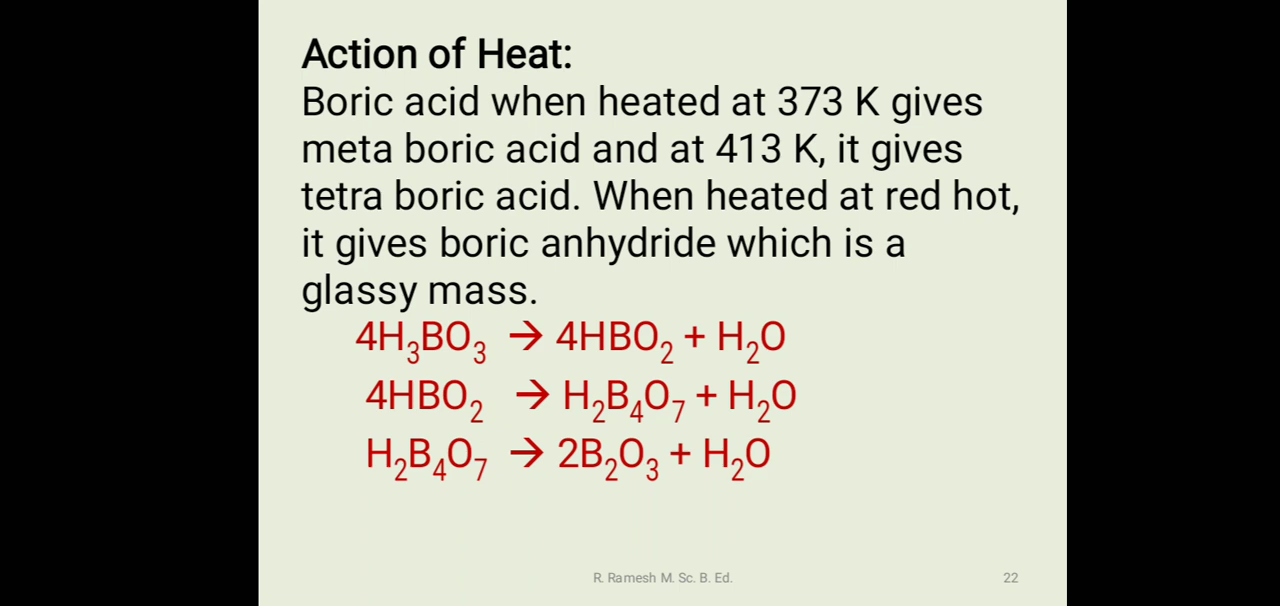 Action of Heat:
Boric acid when heated at 373 K gives
meta boric acid and at 413 K, it gives
tetra boric acid. When heated at red hot,
it gives boric anhydride which is a
glassy mass.
4H₃BO₃ → 4HBO₂ + H₂O
4HBO₂ → H₂B₄O₇ + H₂O
H₂B₄O₇ → 2B₂O₃ + H₂O
R. Ramesh M. Sc. B. Ed.
22